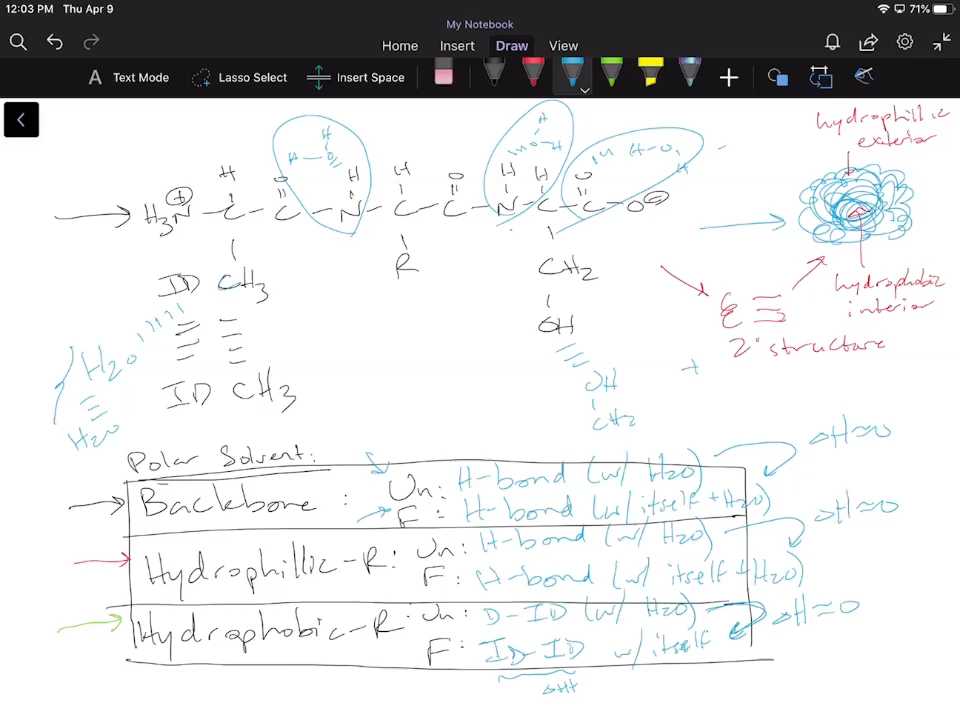 12:03 PM Thu Apr 9
71%
My Notebook
Home Insert Draw View
Text Mode Lasso Select Insert Space
hydrophillic
exterior
H
H—O
H
O
H
H
O
H
O
N
H
H
H—O—H
H
H
O
H—O
H
H3N⊕—C—C—N—C—C—N—C—C—O⊖
ID CH3
R
CH2
OH
OH
CH2
H2O
H2O
ID CH3
hydrophobic
interior
2° structure
+
Polar Solvent:
Backbone: Un: H-bond (w/ H2O) ΔH≈0
F: H-bond (w/itself + H2O)
Hydrophillic-R: Un: H-bond (w/ H2O) ΔH≈0
F: H-bond (w/ itself + H2O)
Hydrophobic-R: Un: D-ID (w/ H2O) ΔH≈0
F: ID-ID w/itself
ΔH